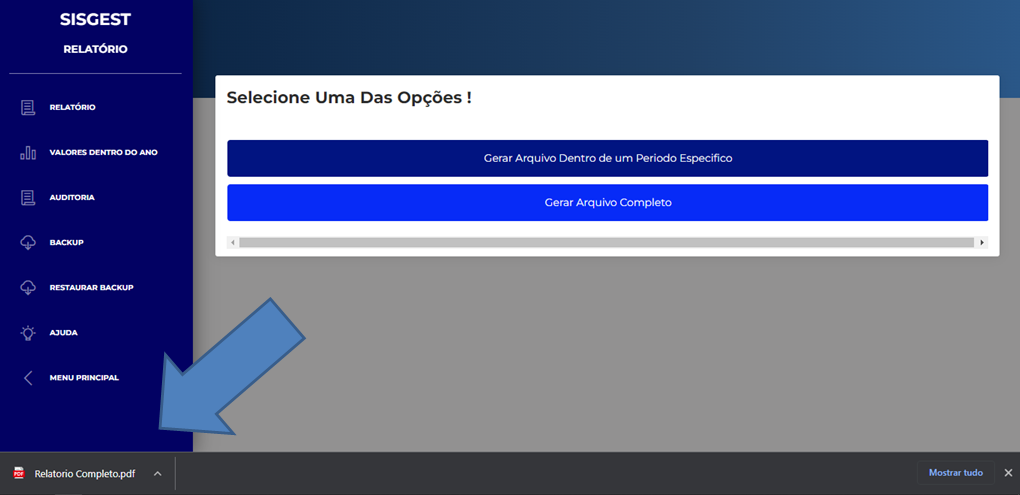 SISGEST
RELATÓRIO
RELATÓRIO
VALORES DENTRO DO ANO
AUDITORIA
BACKUP
RESTAURAR BACKUP
AJUDA
MENU PRINCIPAL
Selecione Uma Das Opções !
Gerar Arquivo Dentro de um Periodo Especifico
Gerar Arquivo Completo
PDF
Relatorio Completo.pdf
Mostrar tudo